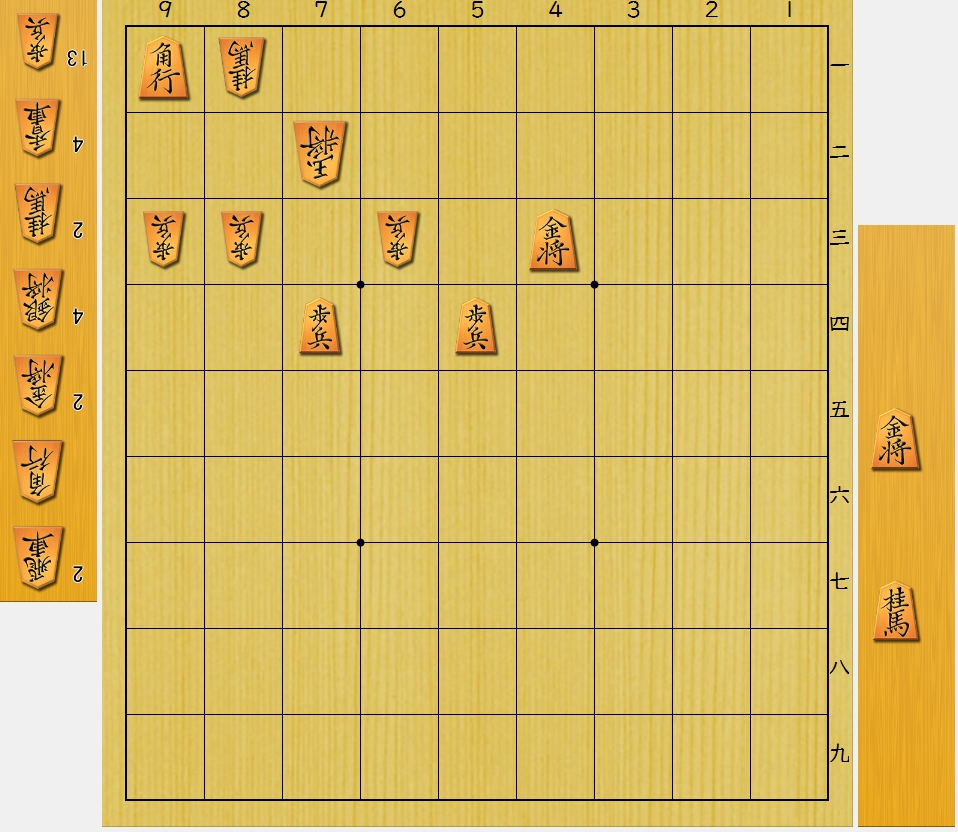 9 8 7 6 5 4 3 2 1
歩兵 13
香車 4
桂馬 2
銀將 4
金将 2
角行
飛車 2
角行 桂馬 一
玉将 二
歩兵 歩兵 歩兵 金将 三
歩兵 歩兵 四
五
六
七
八
九
金将
桂馬